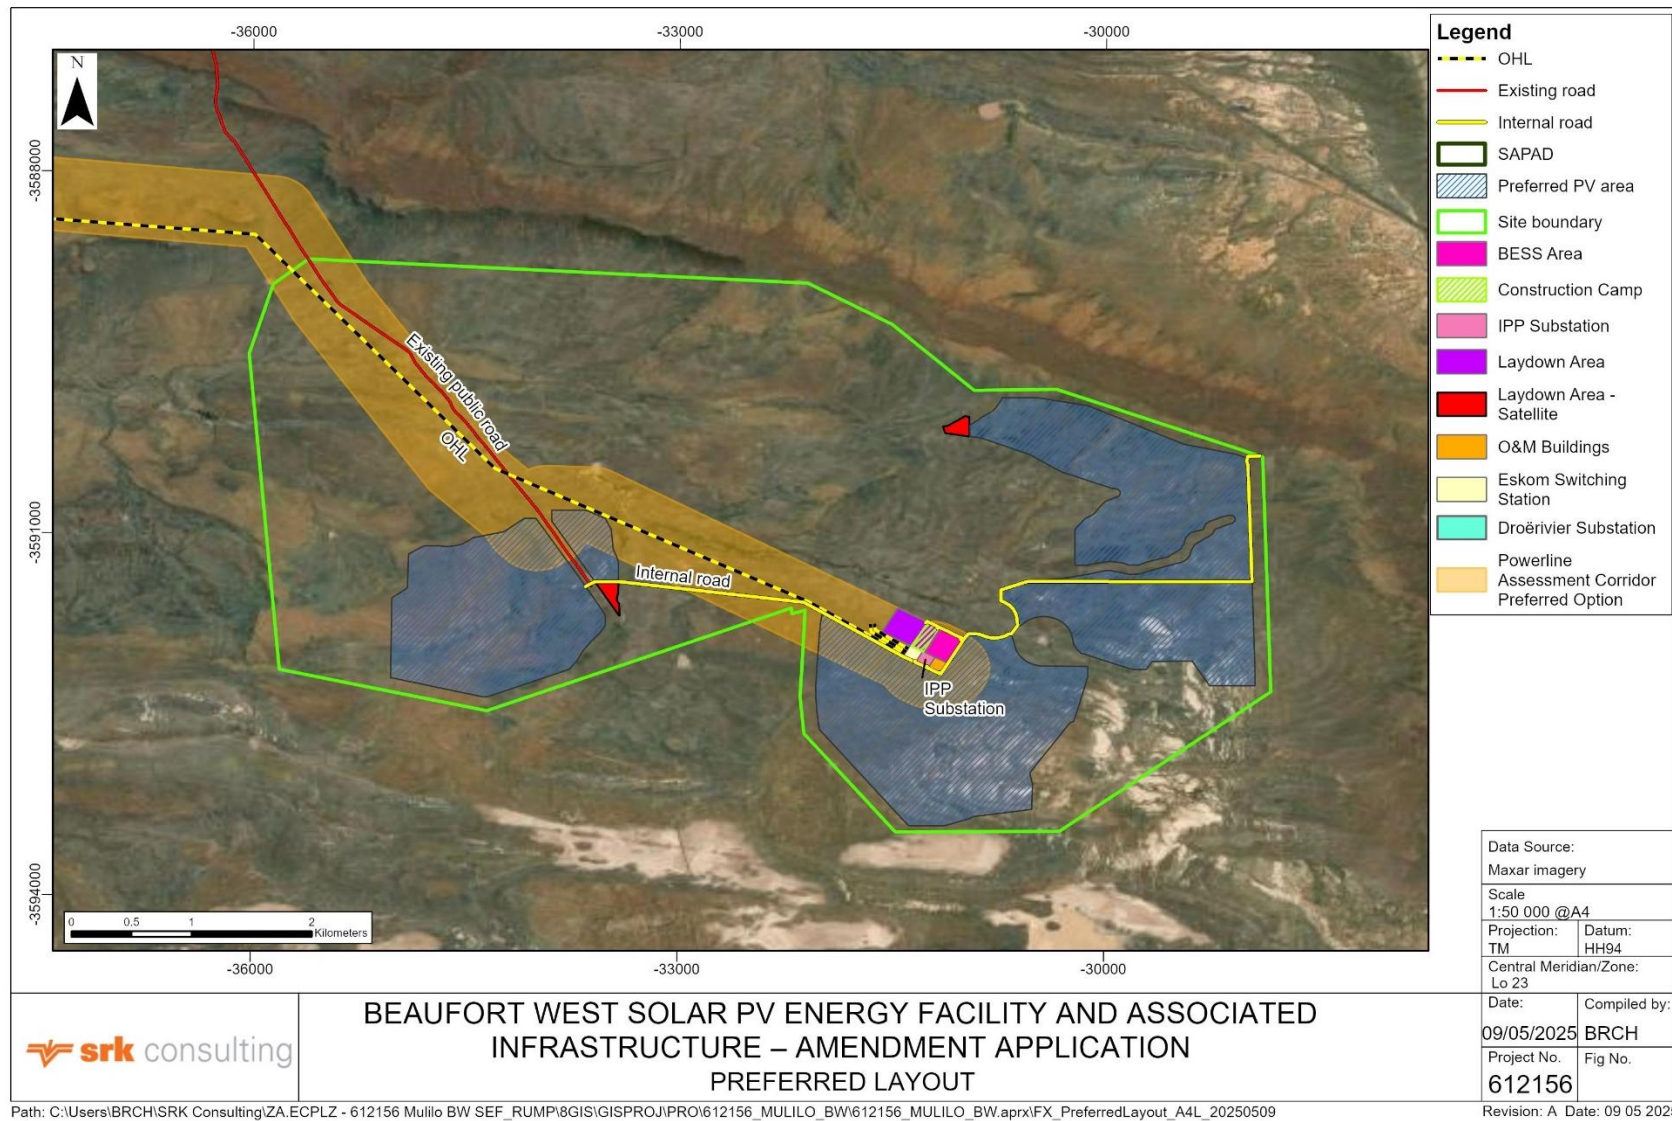 -36000
-33000
-30000
N
-3588000
-3591000
-3594000
Existing public road
OHL
Internal road
IPP
Substation
0
0.5
1
2
Kilometers
-36000
-33000
-30000
Legend
OHL
Existing road
Internal road
SAPAD
Preferred PV area
Site boundary
BESS Area
Construction Camp
IPP Substation
Laydown Area
Laydown Area -
Satellite
O&M Buildings
Eskom Switching
Station
Droërivier Substation
Powerline
Assessment Corridor
Preferred Option
Data Source:
Maxar imagery
Scale
1:50 000 @A4
Projection:
TM
Datum:
HH94
Central Meridian/Zone:
Lo 23
Date:
09/05/2025
Compiled by:
BRCH
Project No.
612156
Fig No.
srk consulting
BEAUFORT WEST SOLAR PV ENERGY FACILITY AND ASSOCIATED
INFRASTRUCTURE – AMENDMENT APPLICATION
PREFERRED LAYOUT
Path: C:\Users\BRCH\SRK Consulting\ZA.ECPLZ - 612156 Mulilo BW SEF_RUMP\8GIS\GISPROJ\PRO\612156_MULILO_BW\612156_MULILO_BW.aprx\FX_PreferredLayout_A4L_20250509
Revision: A Date: 09 05 2025